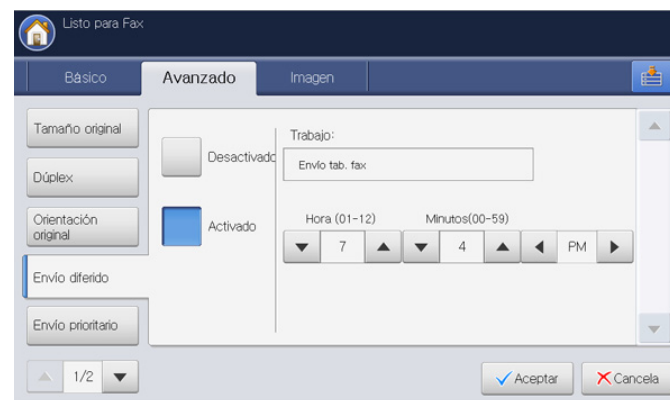 Listo para Fax
Básico
Avanzado
Imagen
Tamaño original
Dúplex
Orientación
original
Envío diferido
Envío prioritario
1/2
Desactivado
Activado
Trabajo:
Envío tab. fax
Hora (01-12)
Minutos(00-59)
7
4
PM
Aceptar
Cancela